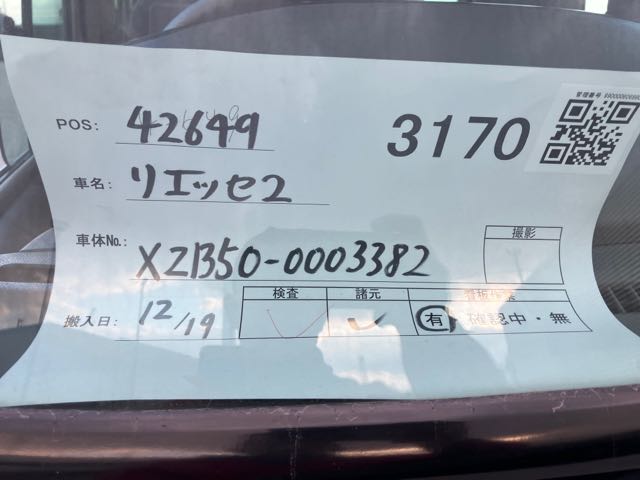 管理番号
POS: 42649
3170
車名: リエッセ2
車体No.: XZB50-0003382
撮影
搬入日: 12/19
検査 諸元
有・確認中・無